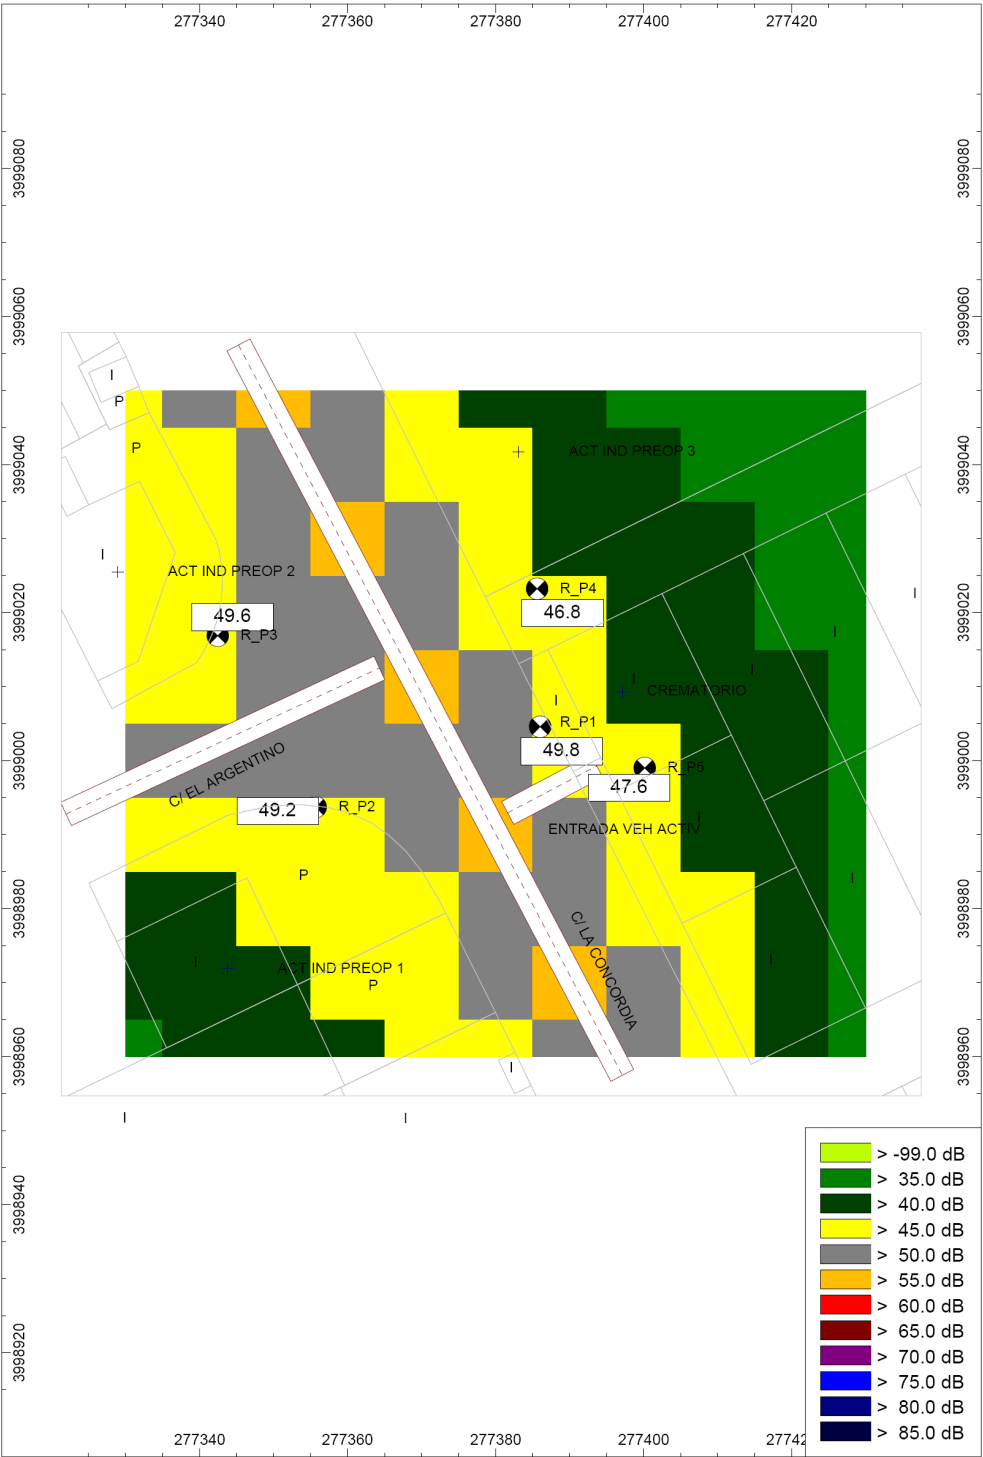 277340 277360 277380 277400 277420
3999080 3999080
3999060 3999060
I
P
P
3999040 ACT IND PREOP 3 3999040
I
ACT IND PREOP 2
R_P4
I
3999020 49.6 46.8 3999020
R_P3
I
I
I
CREMATORIO
I
R_P1
49.8
3999000 R_P5 3999000
C/ EL ARGENTINO
47.6
49.2 R_P2
I
ENTRADA VEH ACTIV
P
I
3998980 3998980
C/ LA CONCORDIA
I
ACT IND PREOP 1
I
P
3998960 3998960
I
I
I
3998940
3998920
> -99.0 dB
> 35.0 dB
> 40.0 dB
> 45.0 dB
> 50.0 dB
> 55.0 dB
> 60.0 dB
> 65.0 dB
> 70.0 dB
> 75.0 dB
> 80.0 dB
> 85.0 dB
277340 277360 277380 277400 27742